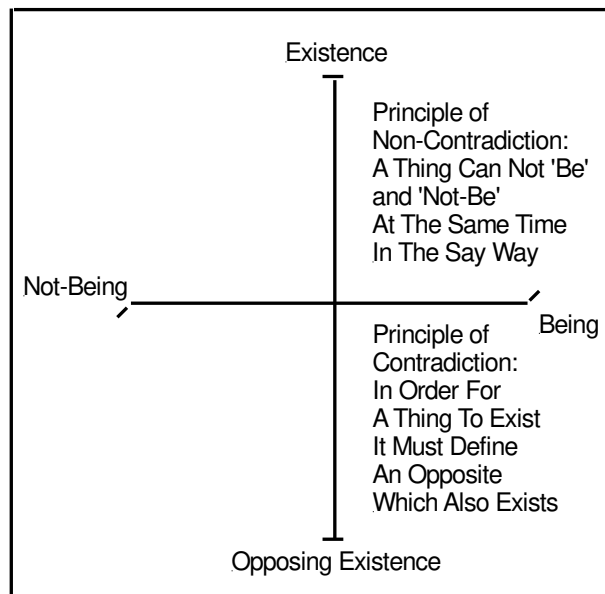 Existence
Principle of
Non-Contradiction:
A Thing Can Not 'Be'
and 'Not-Be'
At The Same Time
In The Say Way
Not-Being
Being
Principle of
Contradiction:
In Order For
A Thing To Exist
It Must Define
An Opposite
Which Also Exists
Opposing Existence